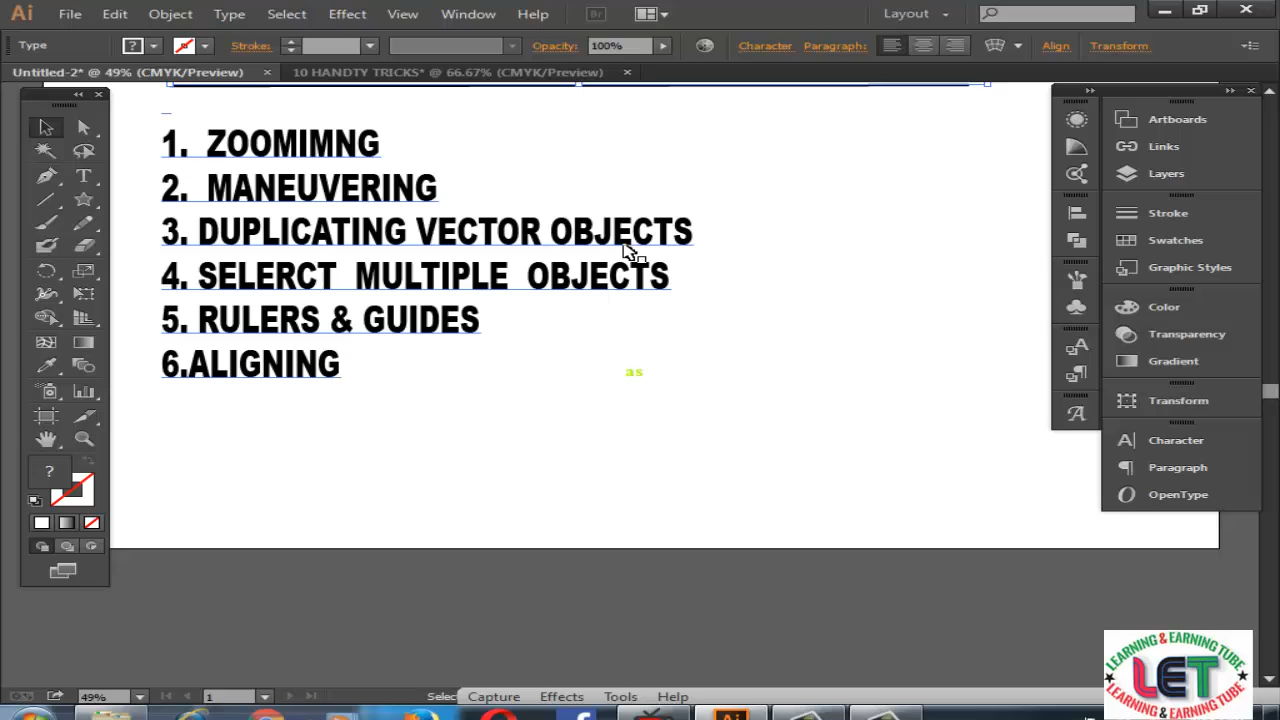 Ai File Edit Object Type Select Effect View Window Help Br Layout
Type Stroke: Opacity: 100% Character Paragraph: Align Transform
Untitled-2* @ 49% (CMYK/Preview) × 10 HANDTY TRICKS* @ 66.67% (CMYK/Preview) ×
1. ZOOMIMNG
2. MANEUVERING
3. DUPLICATING VECTOR OBJECTS
4. SELERCT MULTIPLE OBJECTS
5. RULERS & GUIDES
6.ALIGNING
as
Artboards
Links
Layers
Stroke
Swatches
Graphic Styles
Color
Transparency
Gradient
Transform
Character
Paragraph
OpenType
49% 1 Selec Capture Effects Tools Help
LEARNING & EARNING TUBE
LET
LEARNING & EARNING TUBE